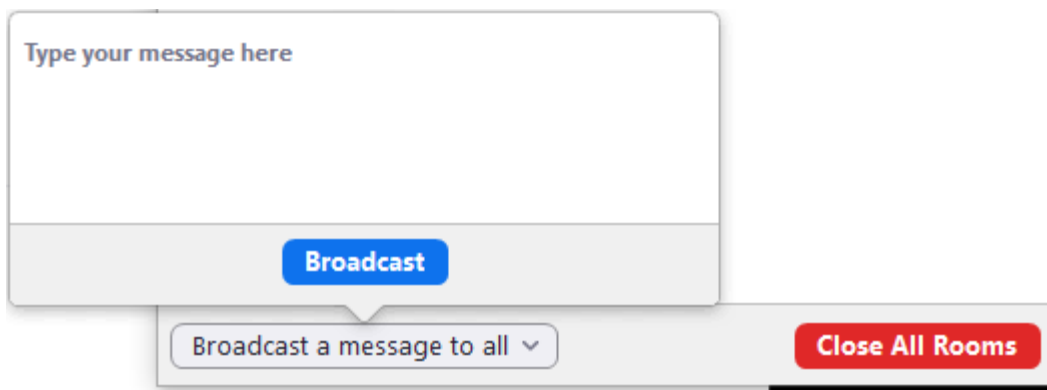 Type your message here
Broadcast
Broadcast a message to all
Close All Rooms